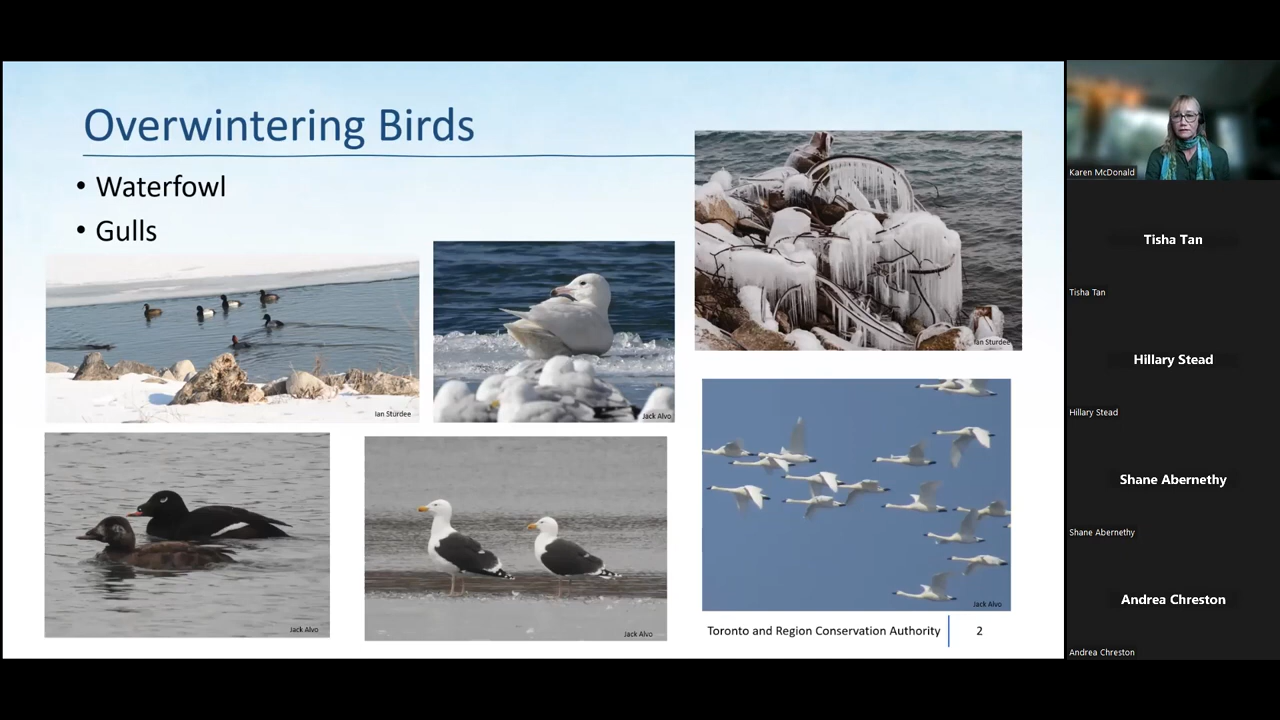 Overwintering Birds
• Waterfowl
• Gulls
Ian Sturdee
Jack Alvo
Ian Sturdee
Jack Alvo
Jack Alvo
Jack Alvo
Toronto and Region Conservation Authority
2
Karen McDonald
Tisha Tan
Tisha Tan
Hillary Stead
Hillary Stead
Shane Abernethy
Shane Abernethy
Andrea Chreston
Andrea Chreston